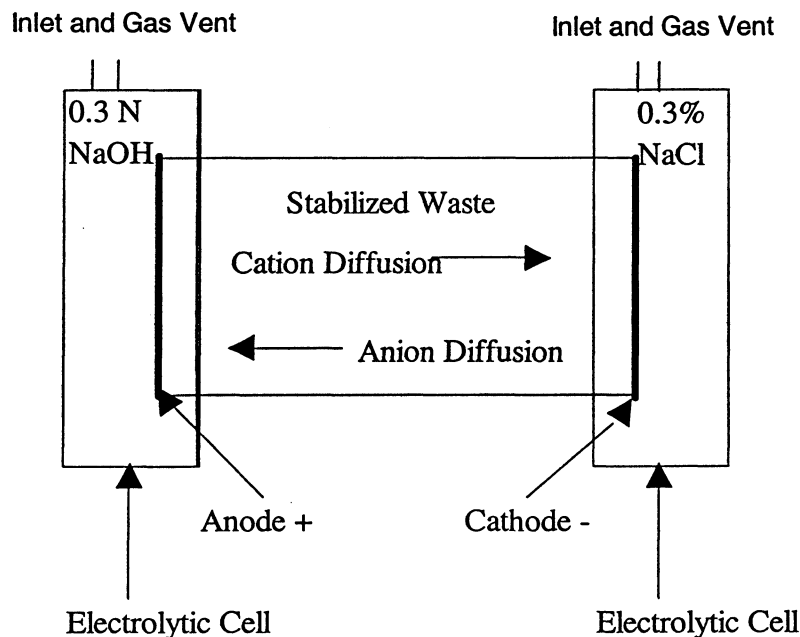 Inlet and Gas Vent
Inlet and Gas Vent
0.3 N
NaOH
0.3%
NaCl
Stabilized Waste
Cation Diffusion
Anion Diffusion
Anode +
Cathode -
Electrolytic Cell
Electrolytic Cell